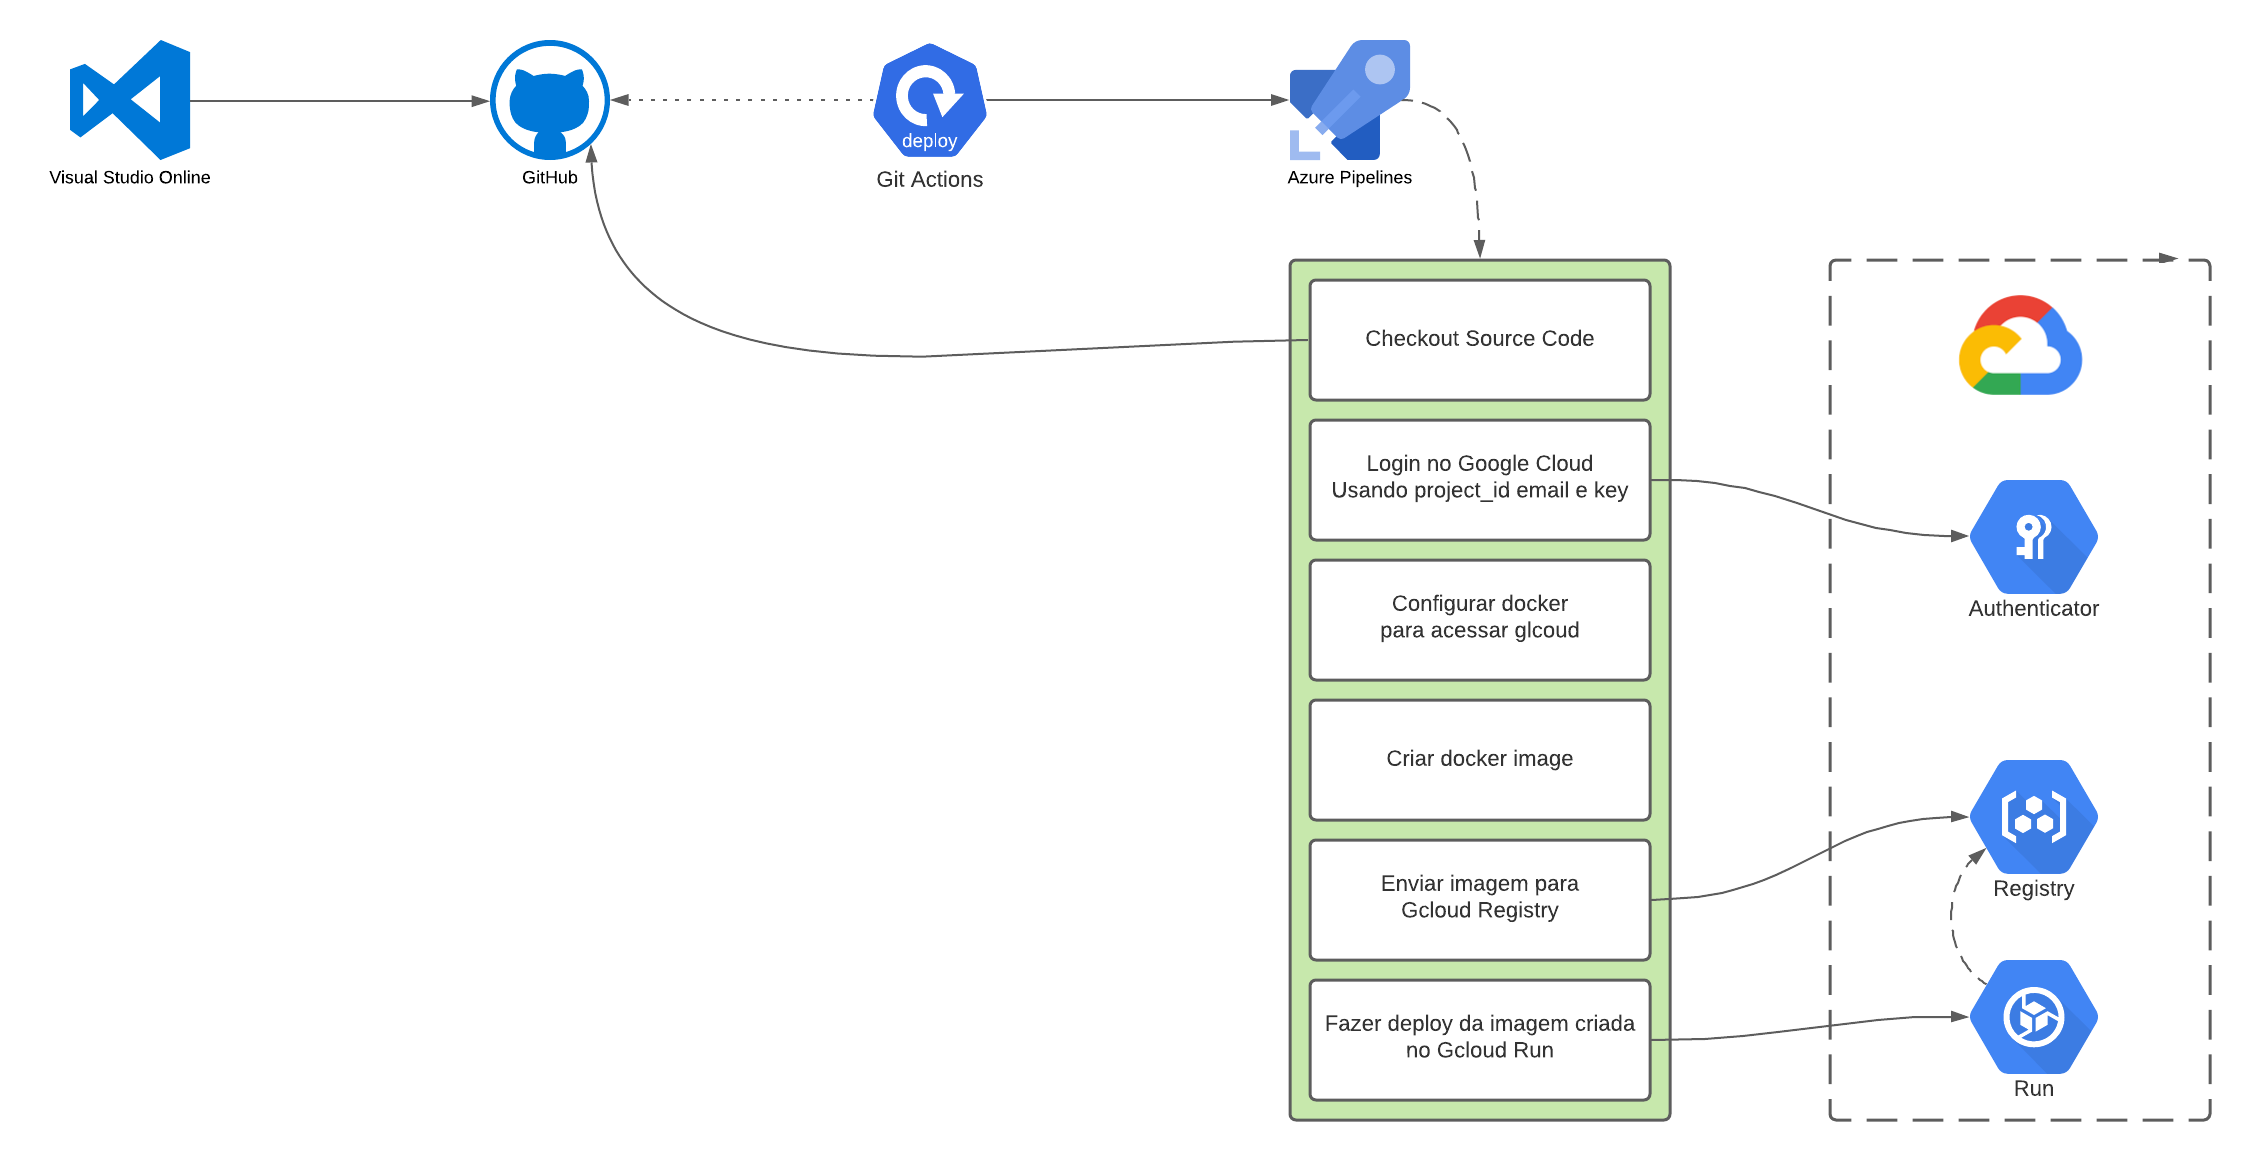 deploy
Visual Studio Online
GitHub
Git Actions
Azure Pipelines
Checkout Source Code
Login no Google Cloud
Usando project_id email e key
Configurar docker
para acessar glcoud
Criar docker image
Enviar imagem para
Gcloud Registry
Fazer deploy da imagem criada
no Gcloud Run
Authenticator
Registry
Run